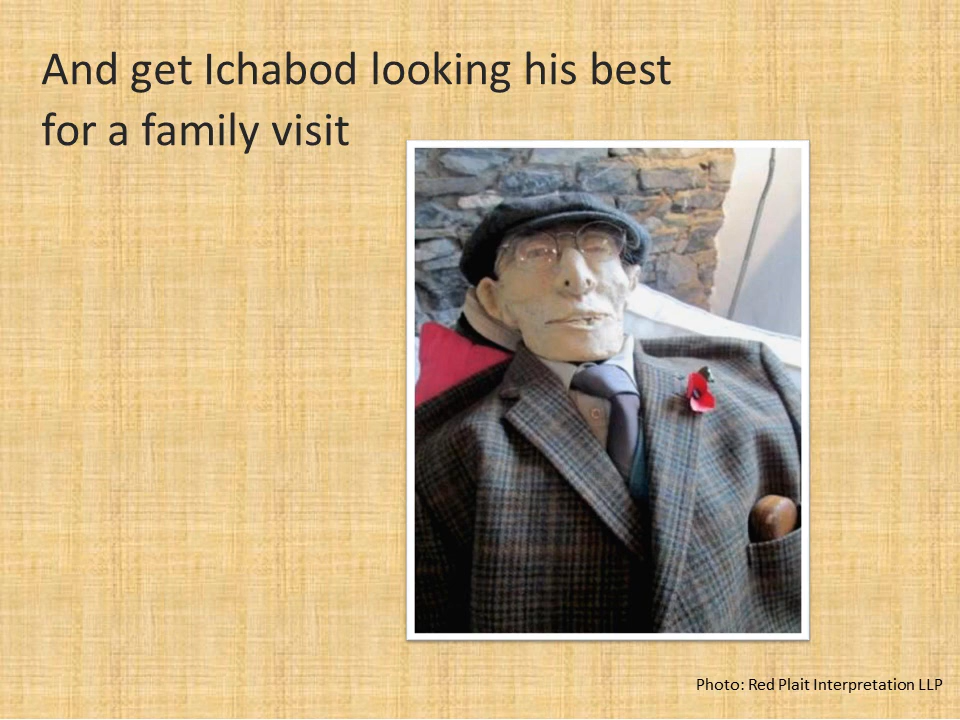 And get Ichabod looking his best
for a family visit
Photo: Red Plait Interpretation LLP